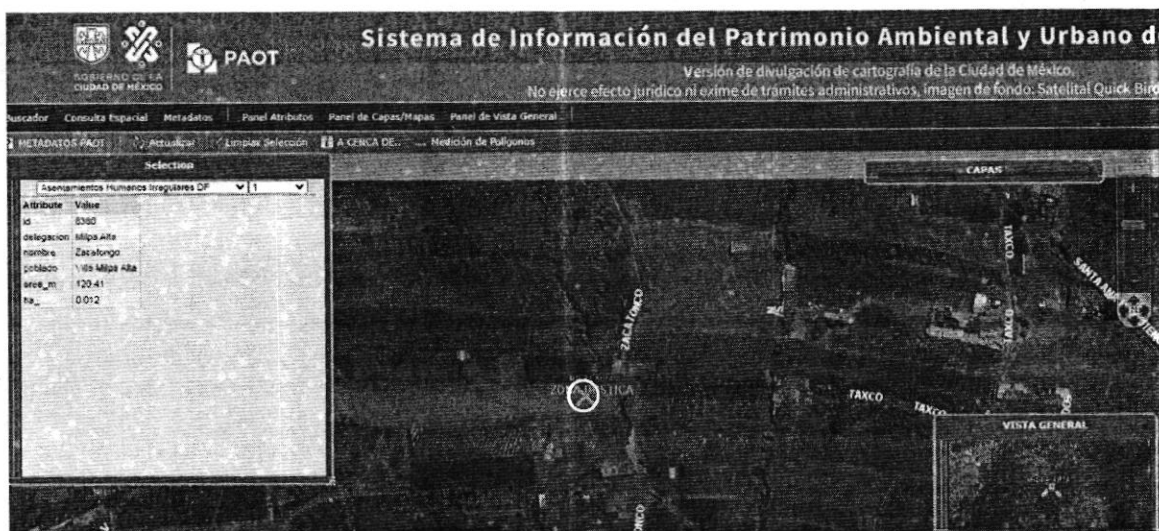 GOBIERNO DE LA
CIUDAD DE MÉXICO
PAOT
Sistema de Información del Patrimonio Ambiental y Urbano d
Versión de divulgación de cartografía de la Ciudad de México.
No ejerce efecto jurídico ni exime de trámites administrativos, imagen de fondo: Satelital Quick Bird
Buscador Consulta Espacial Metadatos Panel Atributos Panel de Capas/Mapas Panel de Vista General
METADATOS PAOT Actualizar Limpiar Selección A CERCA DE.. ... Medición de Polígonos
Selection
Asentamientos Humanos Irregulares DF 1
Attribute Value
id
delegacion Milpa Alta
nombre
poblado Villa Milpa Alta
area_m 120.41
ha_ 0.012
CAPAS
TAXCO
SANTA ANA
ZACATONCO
TAXCO
ZONA RUSTICA
TAXCO
TAXCO
VISTA GENERAL